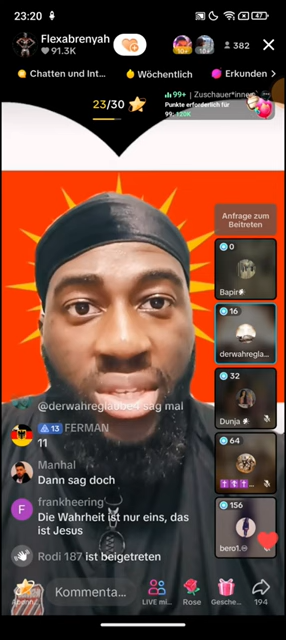 23:20
47
Flexabrenyah
91.3K
382
Chatten und Int...
Wöchentlich
Erkunden
23/30
99+ | Zuschauer*innen
Punkte erforderlich für
99: 120K
Anfrage zum
Beitreten
0
Bapir
16
derwahregla...
32
Dunja
64
156
bero1.
@derwahreglaube4 sag mal
13 FERMAN
11
Manhal
Dann sag doch
F
frankheering
Die Wahrheit ist nur eins, das
ist Jesus
Rodi 187 ist beigetreten
Kommenta...
LIVE mi...
Rose
Gesche...
194